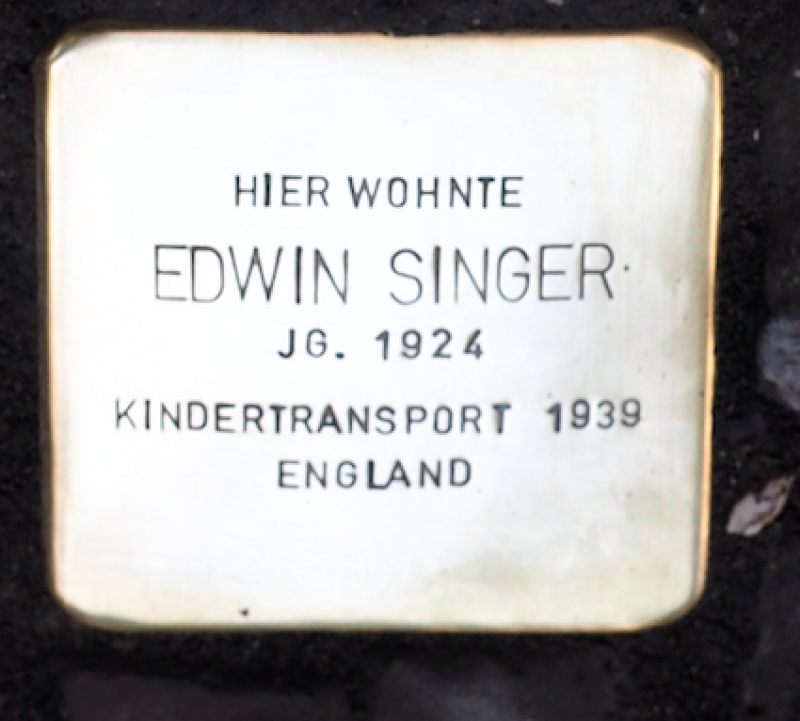 HIER WOHNTE
EDWIN SINGER
JG. 1924
KINDERTRANSPORT 1939
ENGLAND